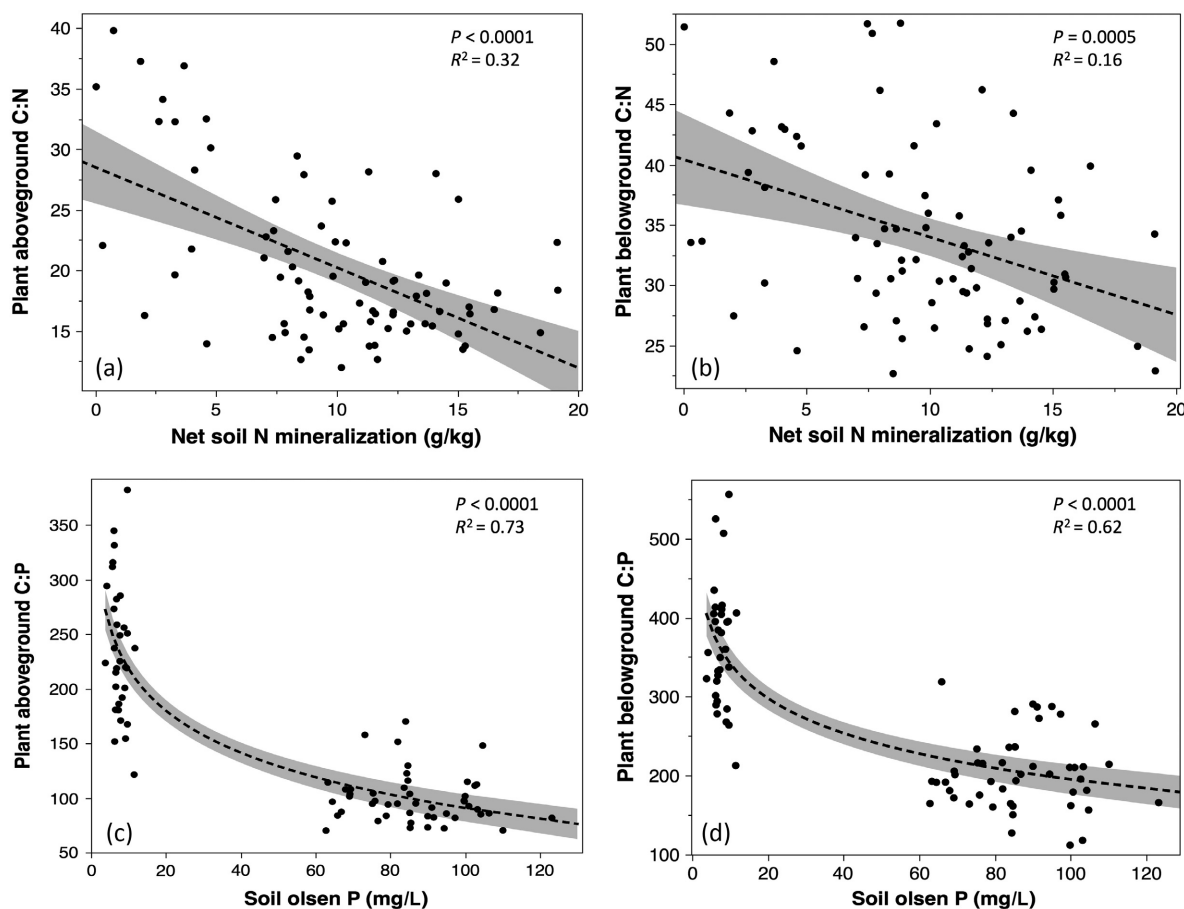 P < 0.0001
R² = 0.32
40
35
30
25
20
15
Plant aboveground C:N
(a)
0 5 10 15 20
Net soil N mineralization (g/kg)
P = 0.0005
R² = 0.16
50
45
40
35
30
25
Plant belowground C:N
(b)
0 5 10 15 20
Net soil N mineralization (g/kg)
P < 0.0001
R² = 0.73
350
300
250
200
150
100
50
Plant aboveground C:P
(c)
0 20 40 60 80 100 120
Soil olsen P (mg/L)
P < 0.0001
R² = 0.62
500
400
300
200
100
Plant belowground C:P
(d)
0 20 40 60 80 100 120
Soil olsen P (mg/L)